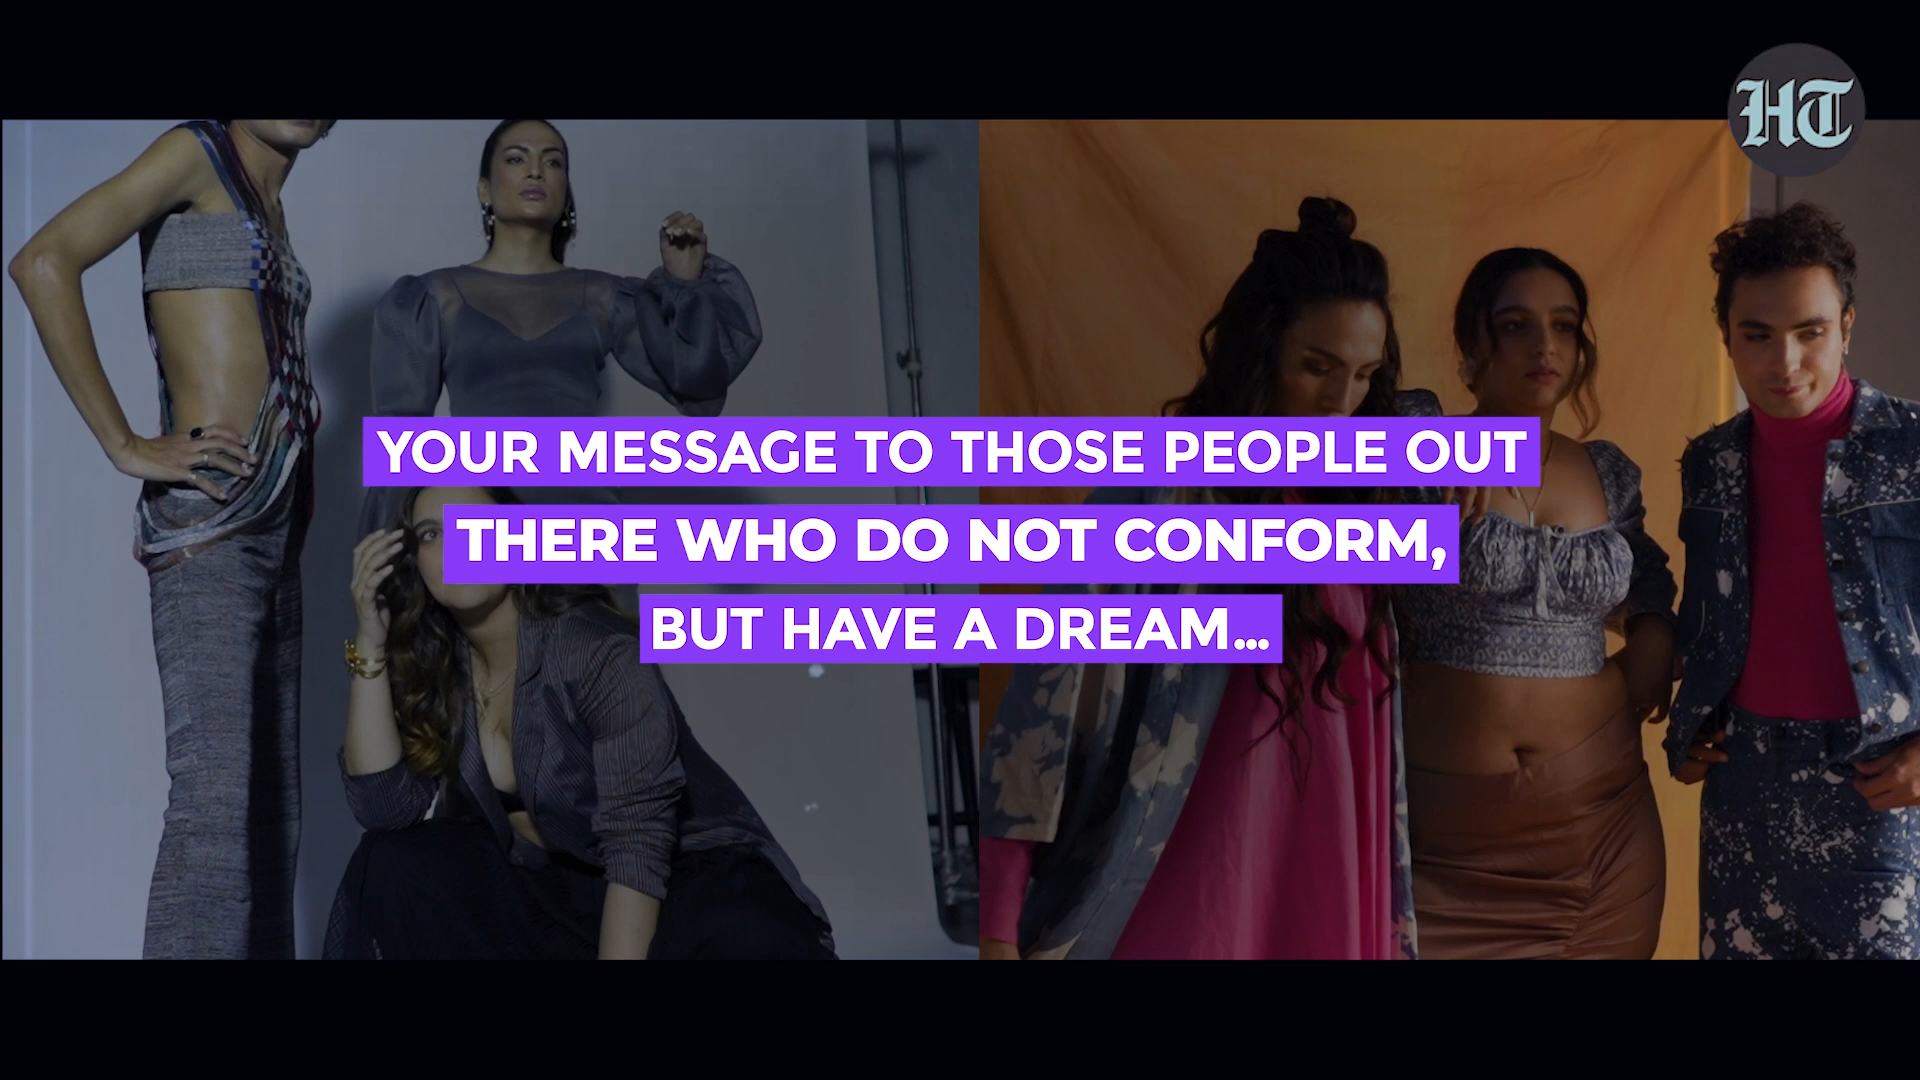 HT
YOUR MESSAGE TO THOSE PEOPLE OUT
THERE WHO DO NOT CONFORM,
BUT HAVE A DREAM...